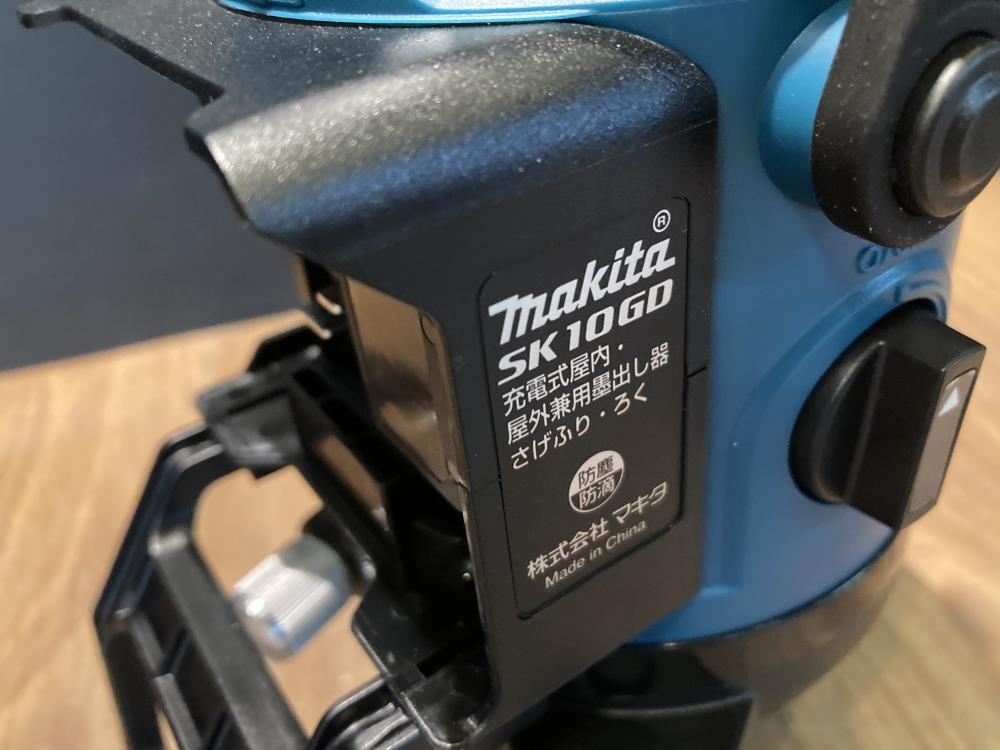 makita®
SK10GD
充電式屋内・
屋外兼用墨出し器
さげふり・ろく
防塵
防滴
株式会社 マキタ
Made in China